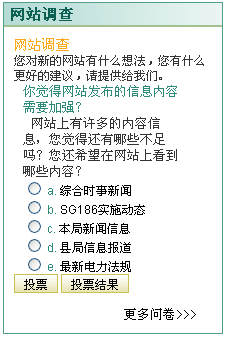 网站调查
网站调查
您对新的网站有什么想法，您有什么
更好的建议，请提供给我们。
你觉得网站发布的信息内容
需要加强？
网站上有许多的内容信
息，您觉得还有哪些不足
吗？您还希望在网站上看到
哪些内容？
a. 综合时事新闻
b. SG186实施动态
c. 本局新闻信息
d. 县局信息报道
e. 最新电力法规
投票 投票结果
更多问卷>>>